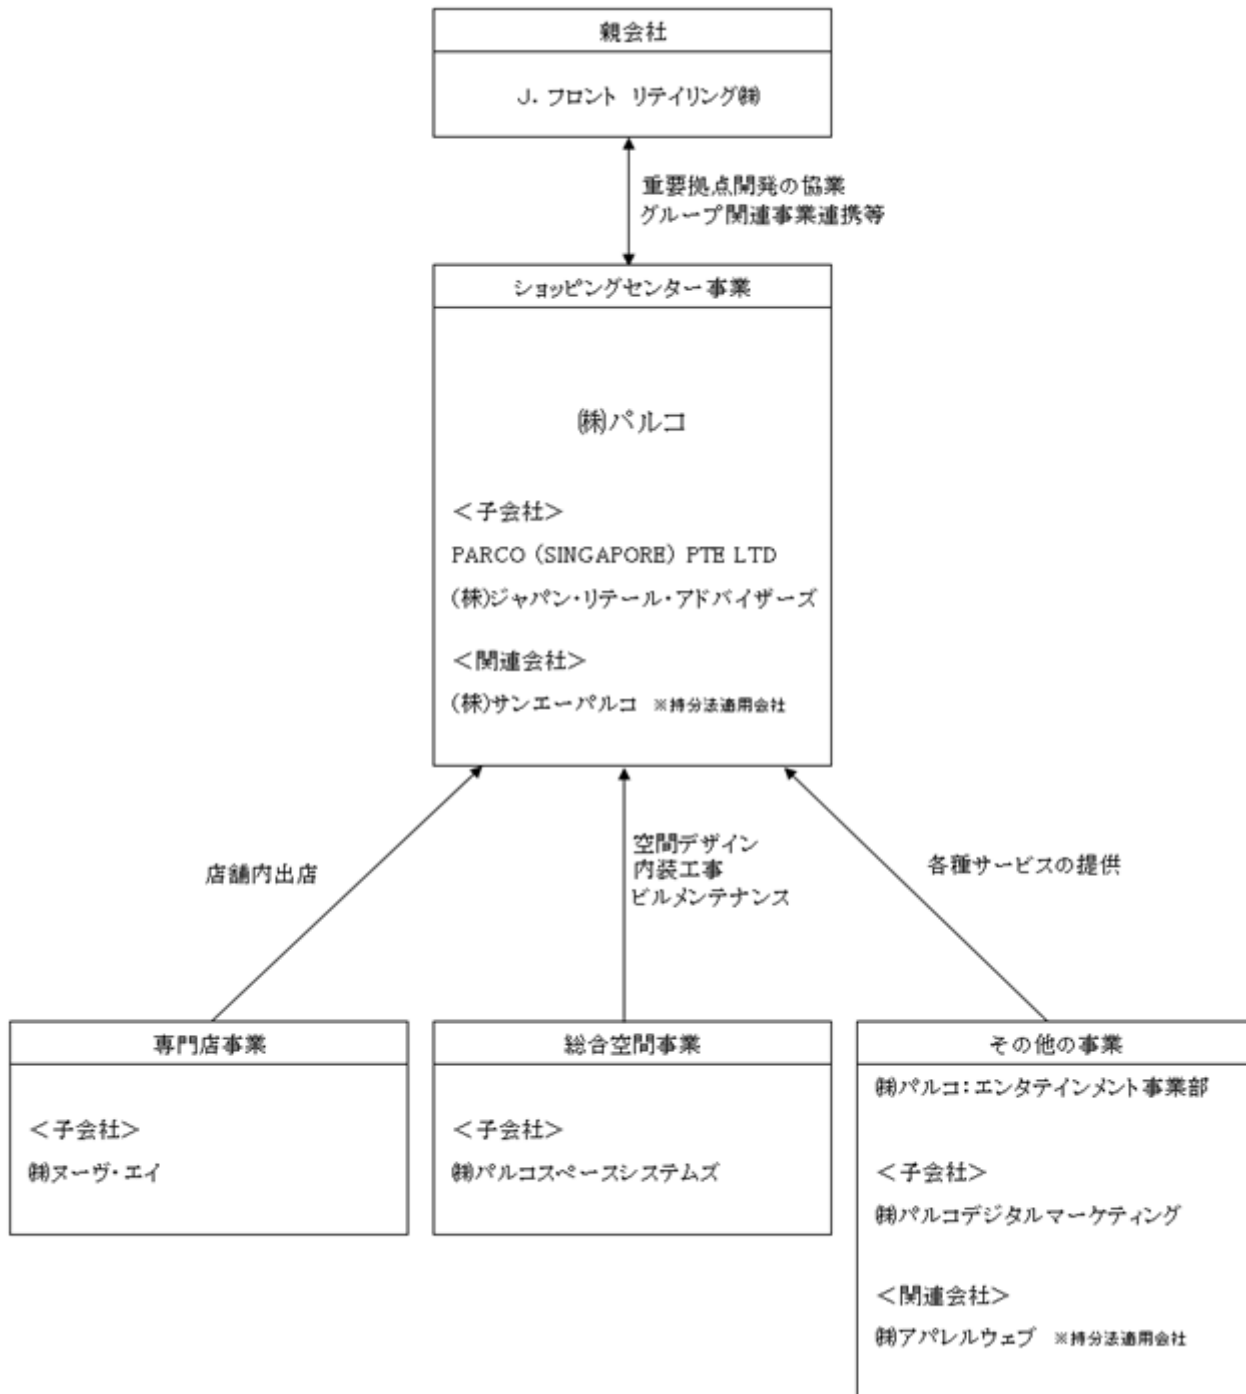 親会社
J. フロント リテイリング㈱
重要拠点開発の協業
グループ関連事業連携等
ショッピングセンター事業
㈱パルコ
＜子会社＞
PARCO (SINGAPORE) PTE LTD
(株)ジャパン・リテール・アドバイザーズ
＜関連会社＞
(株)サンエーパルコ ※持分法適用会社
店舗内出店
空間デザイン
内装工事
ビルメンテナンス
各種サービスの提供
専門店事業
＜子会社＞
㈱ヌーヴ・エイ
総合空間事業
＜子会社＞
㈱パルコスペースシステムズ
その他の事業
㈱パルコ：エンタテインメント事業部
＜子会社＞
㈱パルコデジタルマーケティング
＜関連会社＞
㈱アパレルウェブ ※持分法適用会社